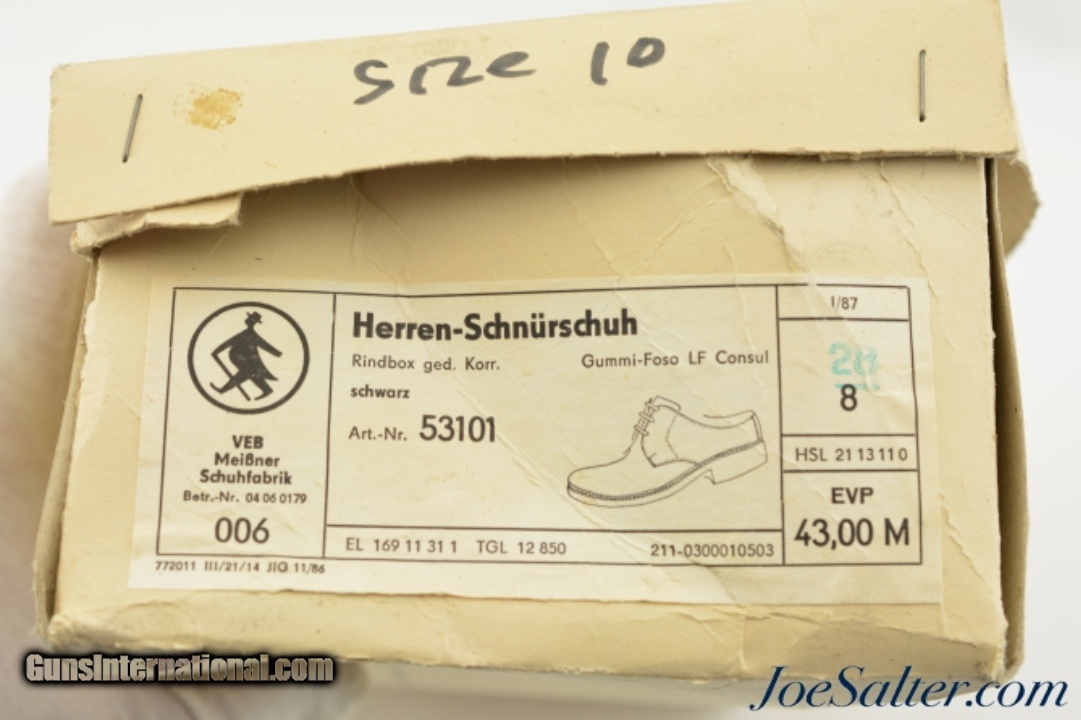 Size 10
Herren-Schnürschuh
Rindbox ged. Korr. Gummi-Foso LF Consul
schwarz
Art.-Nr. 53101
VEB
Meißner
Schuhfabrik
Betr.-Nr. 04 06 0179
006
EL 169 11 31 1 TGL 12 850 211-0300010503
I/87
28
8
HSL 21 13 11 0
EVP
43,00 M
772011 III/21/14 JIG 11/86
GunsInternational.com
JoeSalter.com